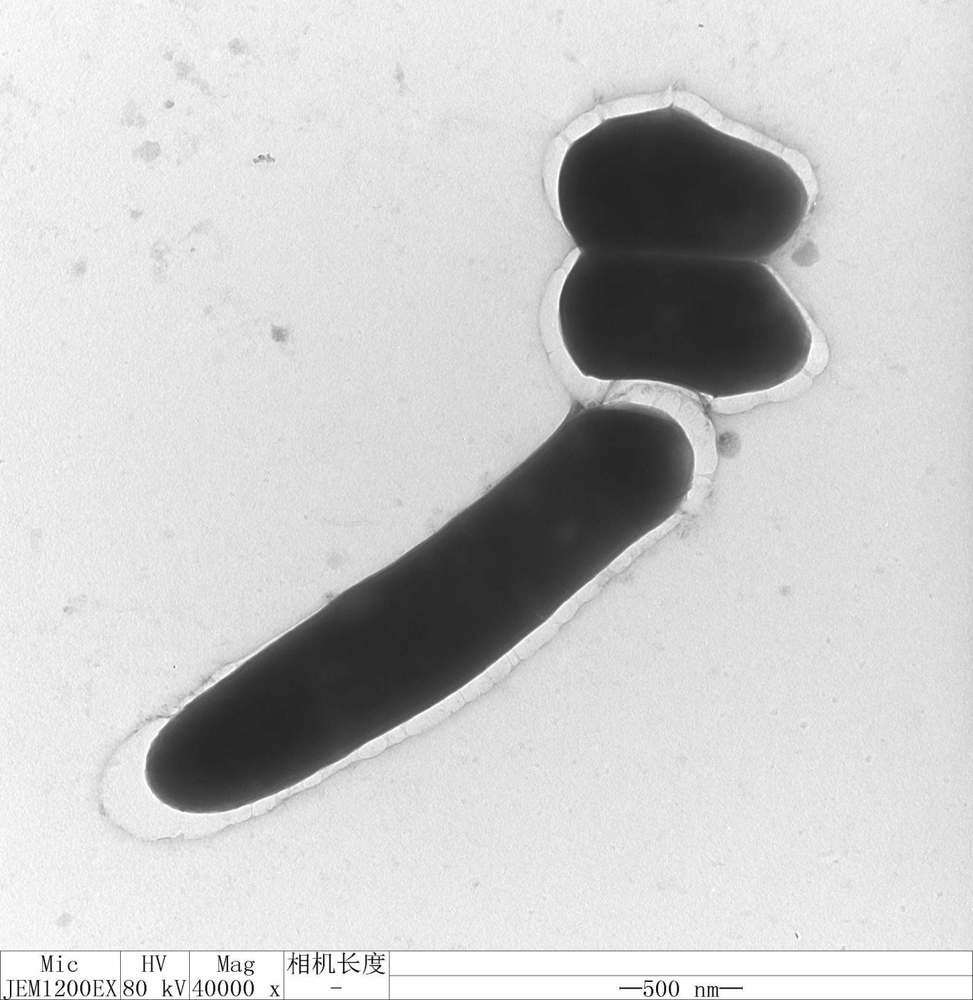 Mic HV Mag 相机长度
JEM1200EX 80 kV 40000 x - 500 nm